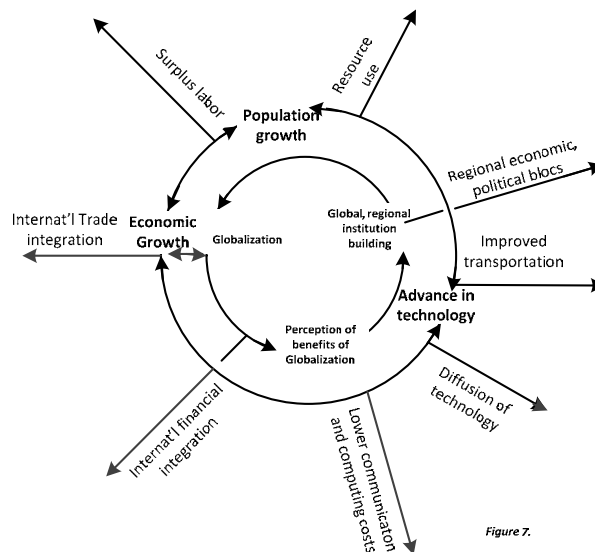 Surplus labor
Resource
use
Population
growth
Regional economic,
political blocs
Internat'l Trade
integration
Economic
Growth
Globalization
Global, regional
institution
building
Improved
transportation
Advance in
technology
Perception of
benefits of
Globalization
Diffusion of
technology
Internat'l financial
integration
Lower communicaton
and computing costs
Figure 7.